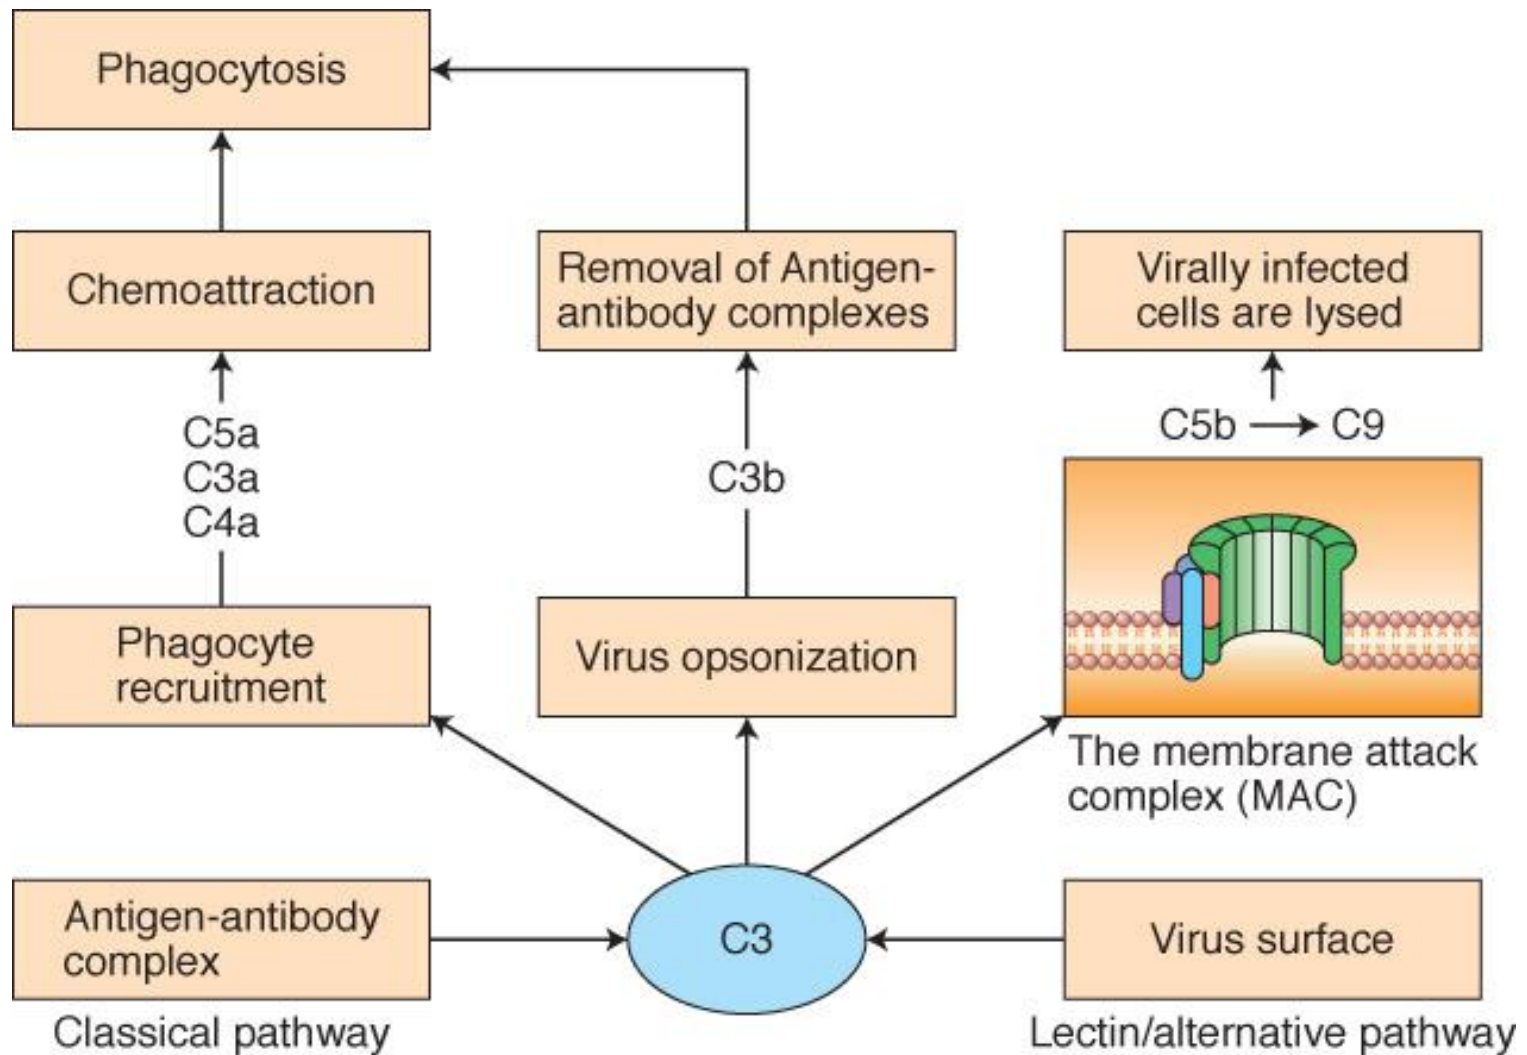 Phagocytosis
Chemoattraction
Removal of Antigen-
antibody complexes
Virally infected
cells are lysed
C5a
C3a
C4a
C3b
C5b C9
Phagocyte
recruitment
Virus opsonization
The membrane attack
complex (MAC)
Antigen-antibody
complex
C3
Virus surface
Classical pathway
Lectin/alternative pathway